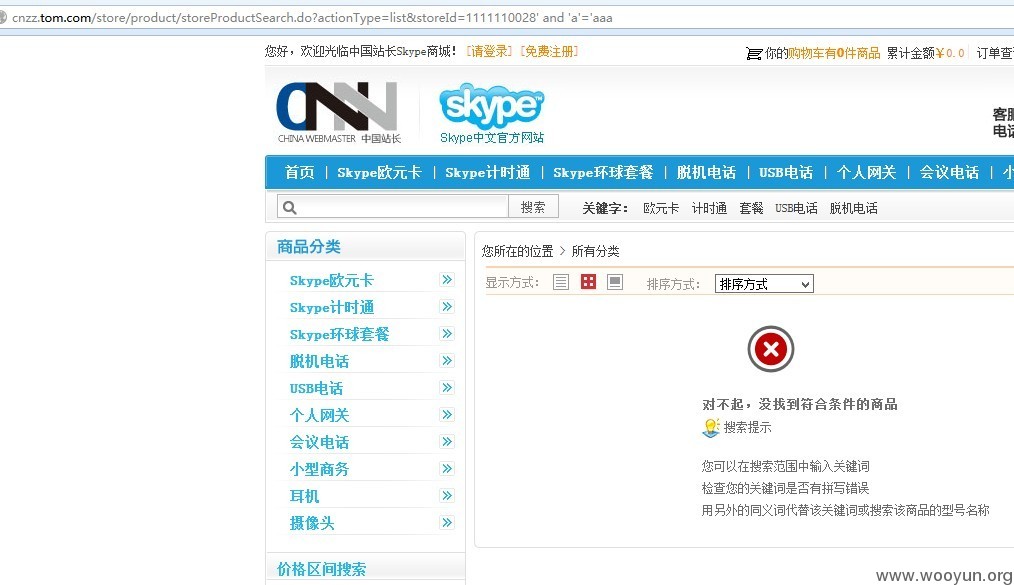 cnzz.tom.com/store/product/storeProductSearch.do?actionType=list&storeId=1111110028' and 'a'='aaa
您好，欢迎光临中国站长Skype商城！ [请登录] [免费注册] 你的购物车有0件商品 累计金额￥0.0 订单查
CNN
CHINA WEBMASTER 中国站长
skype™
Skype中文官方网站
客服
电话
首页 | Skype欧元卡 | Skype计时通 | Skype环球套餐 | 脱机电话 | USB电话 | 个人网关 | 会议电话 | 小
搜索 关键字： 欧元卡 计时通 套餐 USB电话 脱机电话
商品分类
Skype欧元卡
Skype计时通
Skype环球套餐
脱机电话
USB电话
个人网关
会议电话
小型商务
耳机
摄像头
价格区间搜索
您所在的位置 > 所有分类
显示方式： 排序方式： 排序方式
对不起，没找到符合条件的商品
搜索提示
您可以在搜索范围中输入关键词
检查您的关键词是否有拼写错误
用另外的同义词代替该关键词或搜索该商品的型号名称
www.wooyun.org